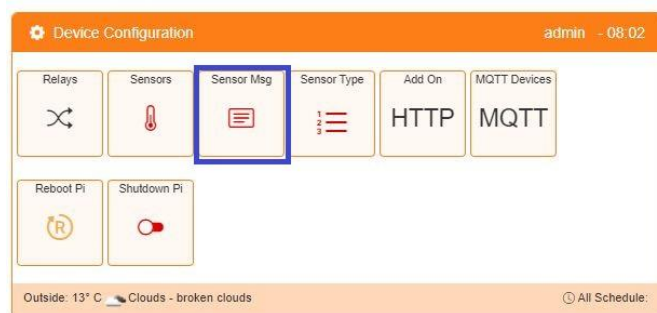 Device Configuration admin - 08:02
Relays Sensors Sensor Msg Sensor Type Add On MQTT Devices
1
2
3
HTTP MQTT
Reboot Pi Shutdown Pi
R
Outside: 13° C Clouds - broken clouds All Schedule: